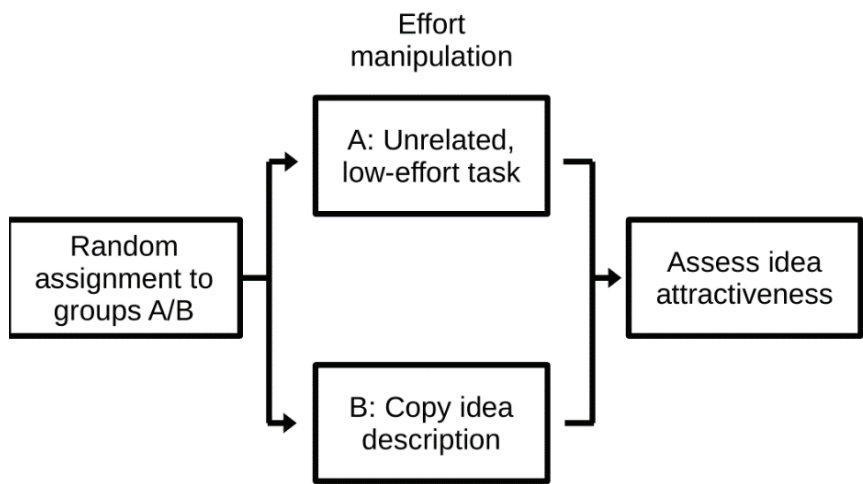 Effort
manipulation
A: Unrelated,
low-effort task
Random
assignment to
groups A/B
Assess idea
attractiveness
B: Copy idea
description